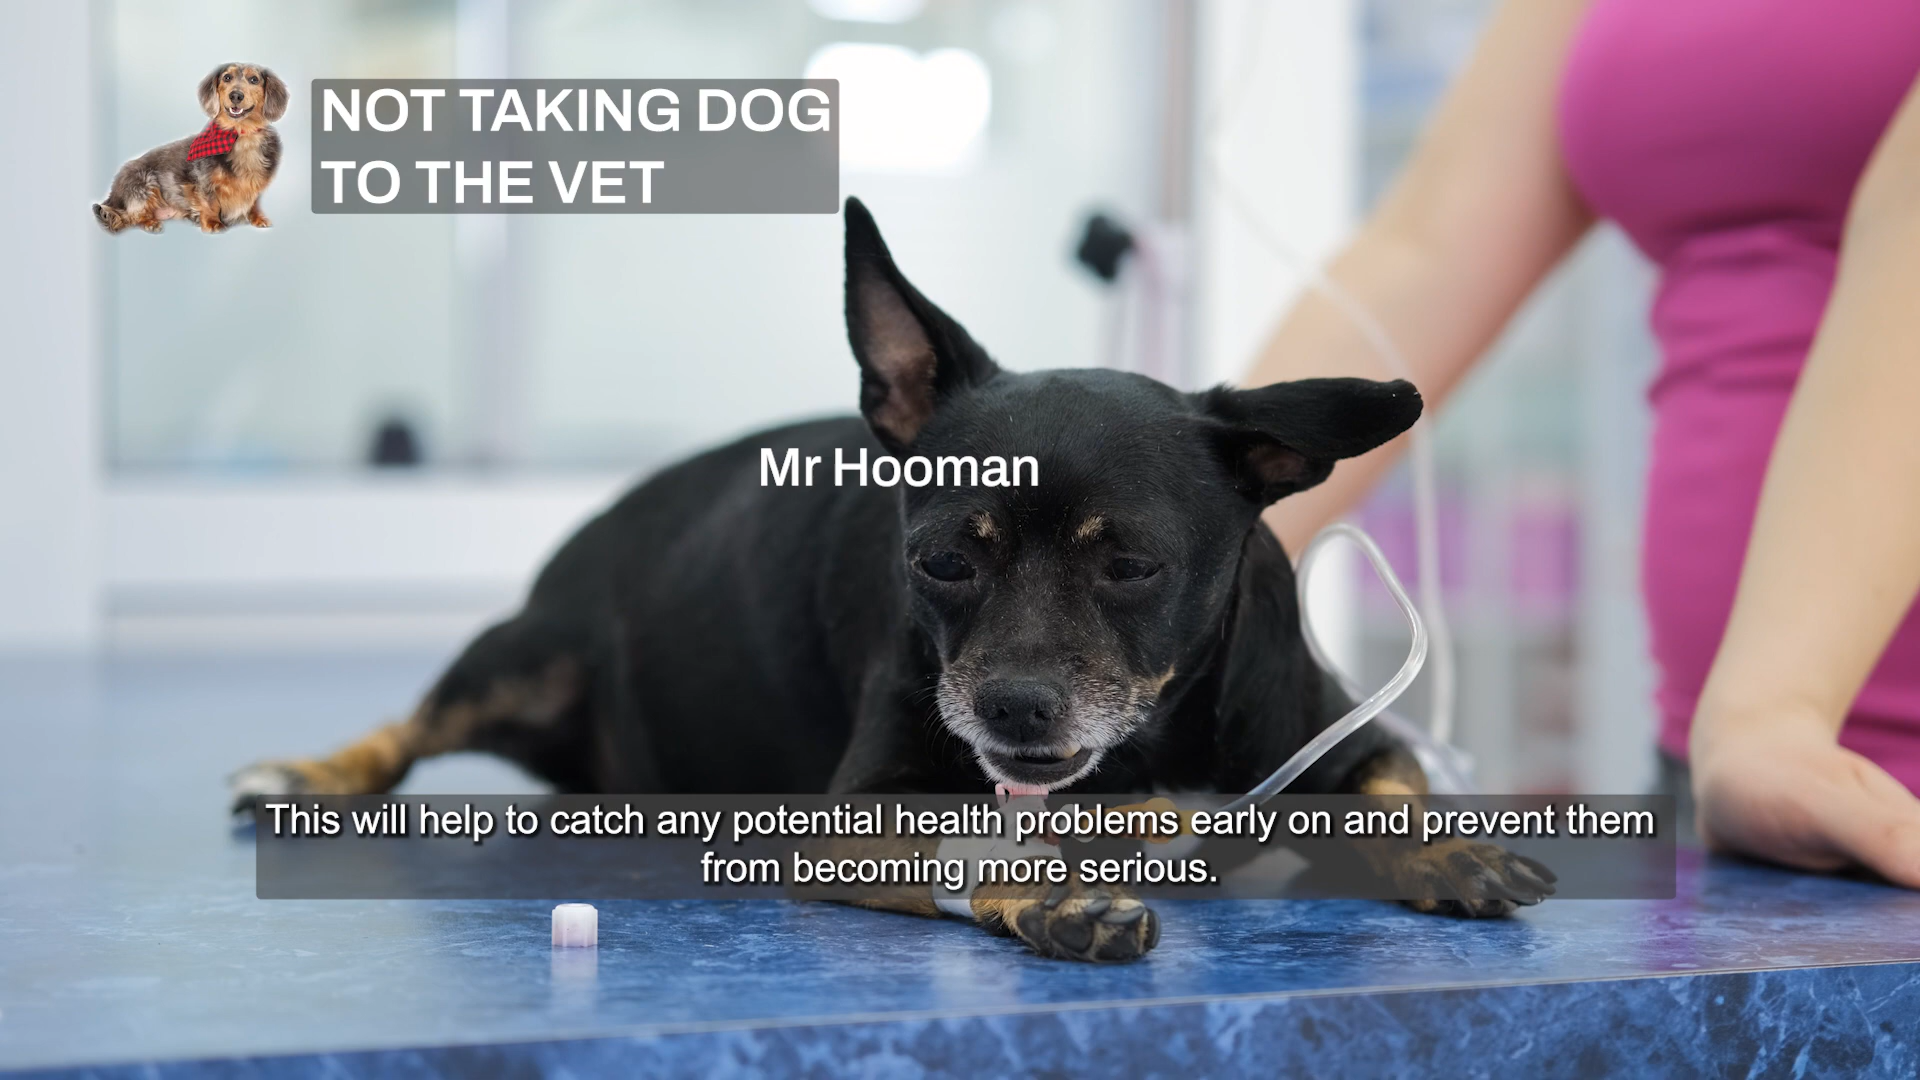 NOT TAKING DOG
TO THE VET
Mr Hooman
This will help to catch any potential health problems early on and prevent them
from becoming more serious.